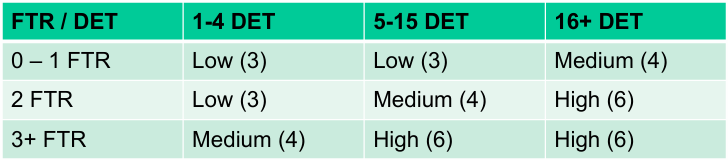 FTR / DET 1-4 DET 5-15 DET 16+ DET
0 – 1 FTR Low (3) Low (3) Medium (4)
2 FTR Low (3) Medium (4) High (6)
3+ FTR Medium (4) High (6) High (6)